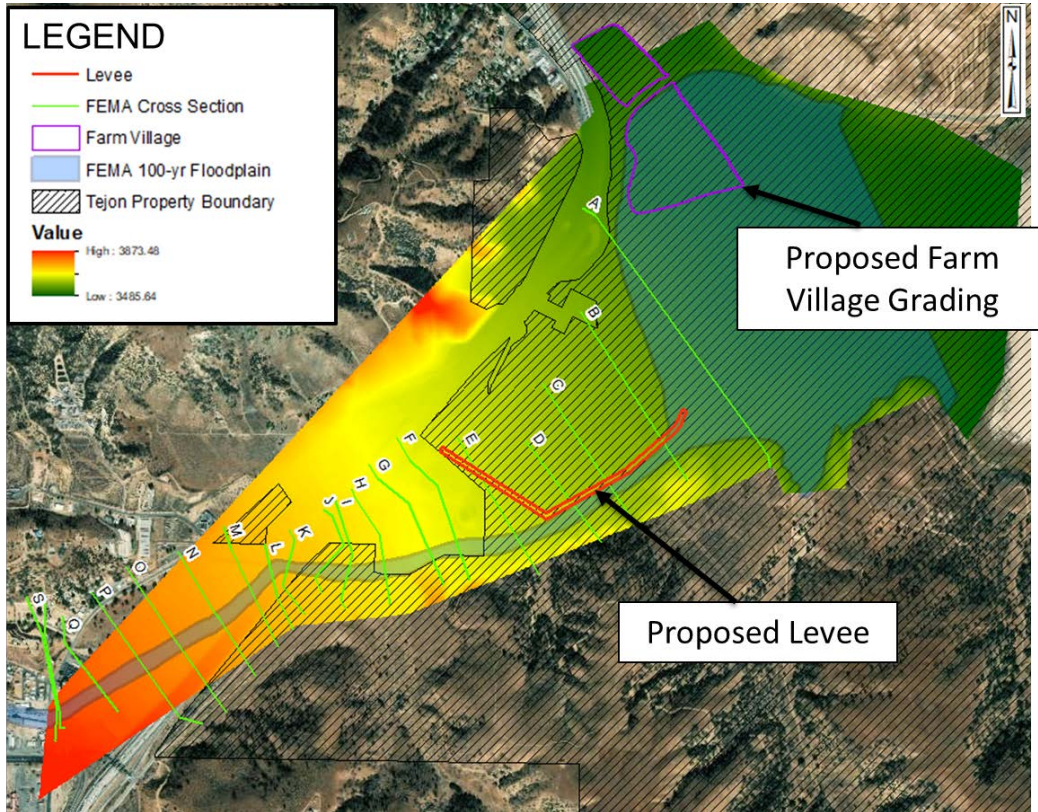 LEGEND
Levee
FEMA Cross Section
Farm Village
FEMA 100-yr Floodplain
Tejon Property Boundary
Value
High : 3873.48
Low : 3485.64
N
A
B
C
D
E
F
G
H
I
J
K
L
M
N
O
P
Q
S
Proposed Farm
Village Grading
Proposed Levee